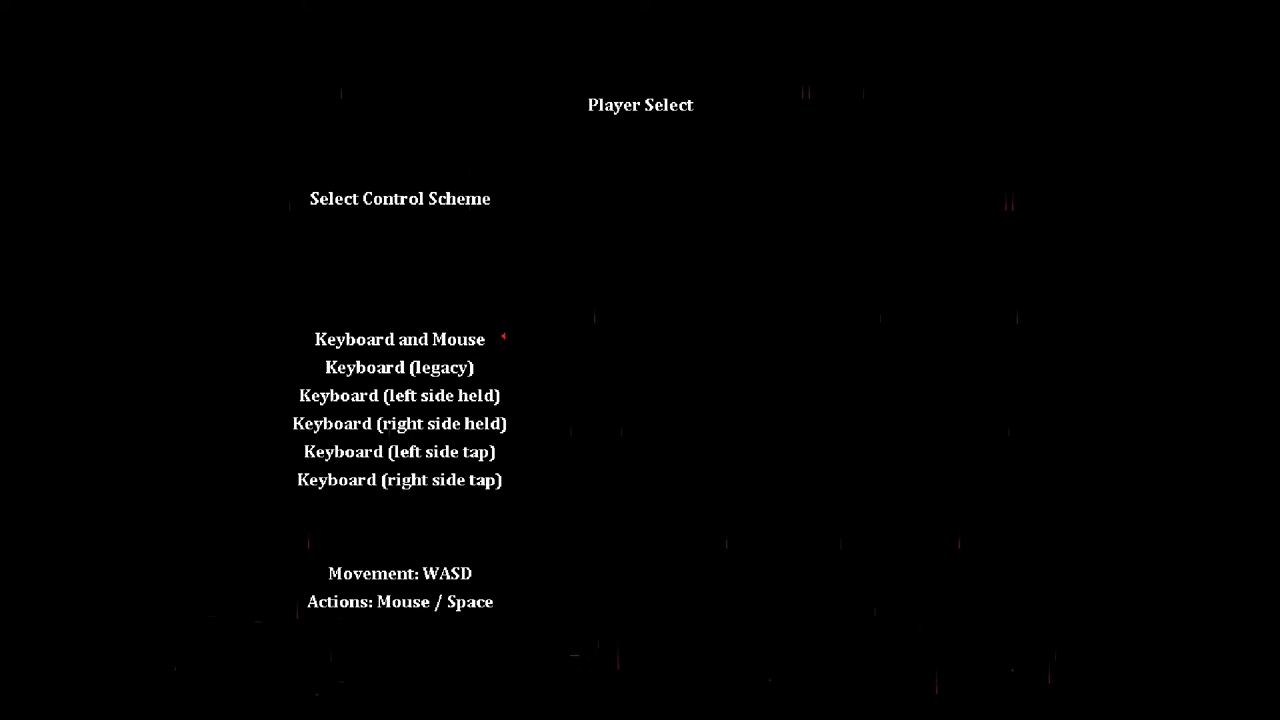 Player Select
Select Control Scheme
Keyboard and Mouse
Keyboard (legacy)
Keyboard (left side held)
Keyboard (right side held)
Keyboard (left side tap)
Keyboard (right side tap)
Movement: WASD
Actions: Mouse / Space